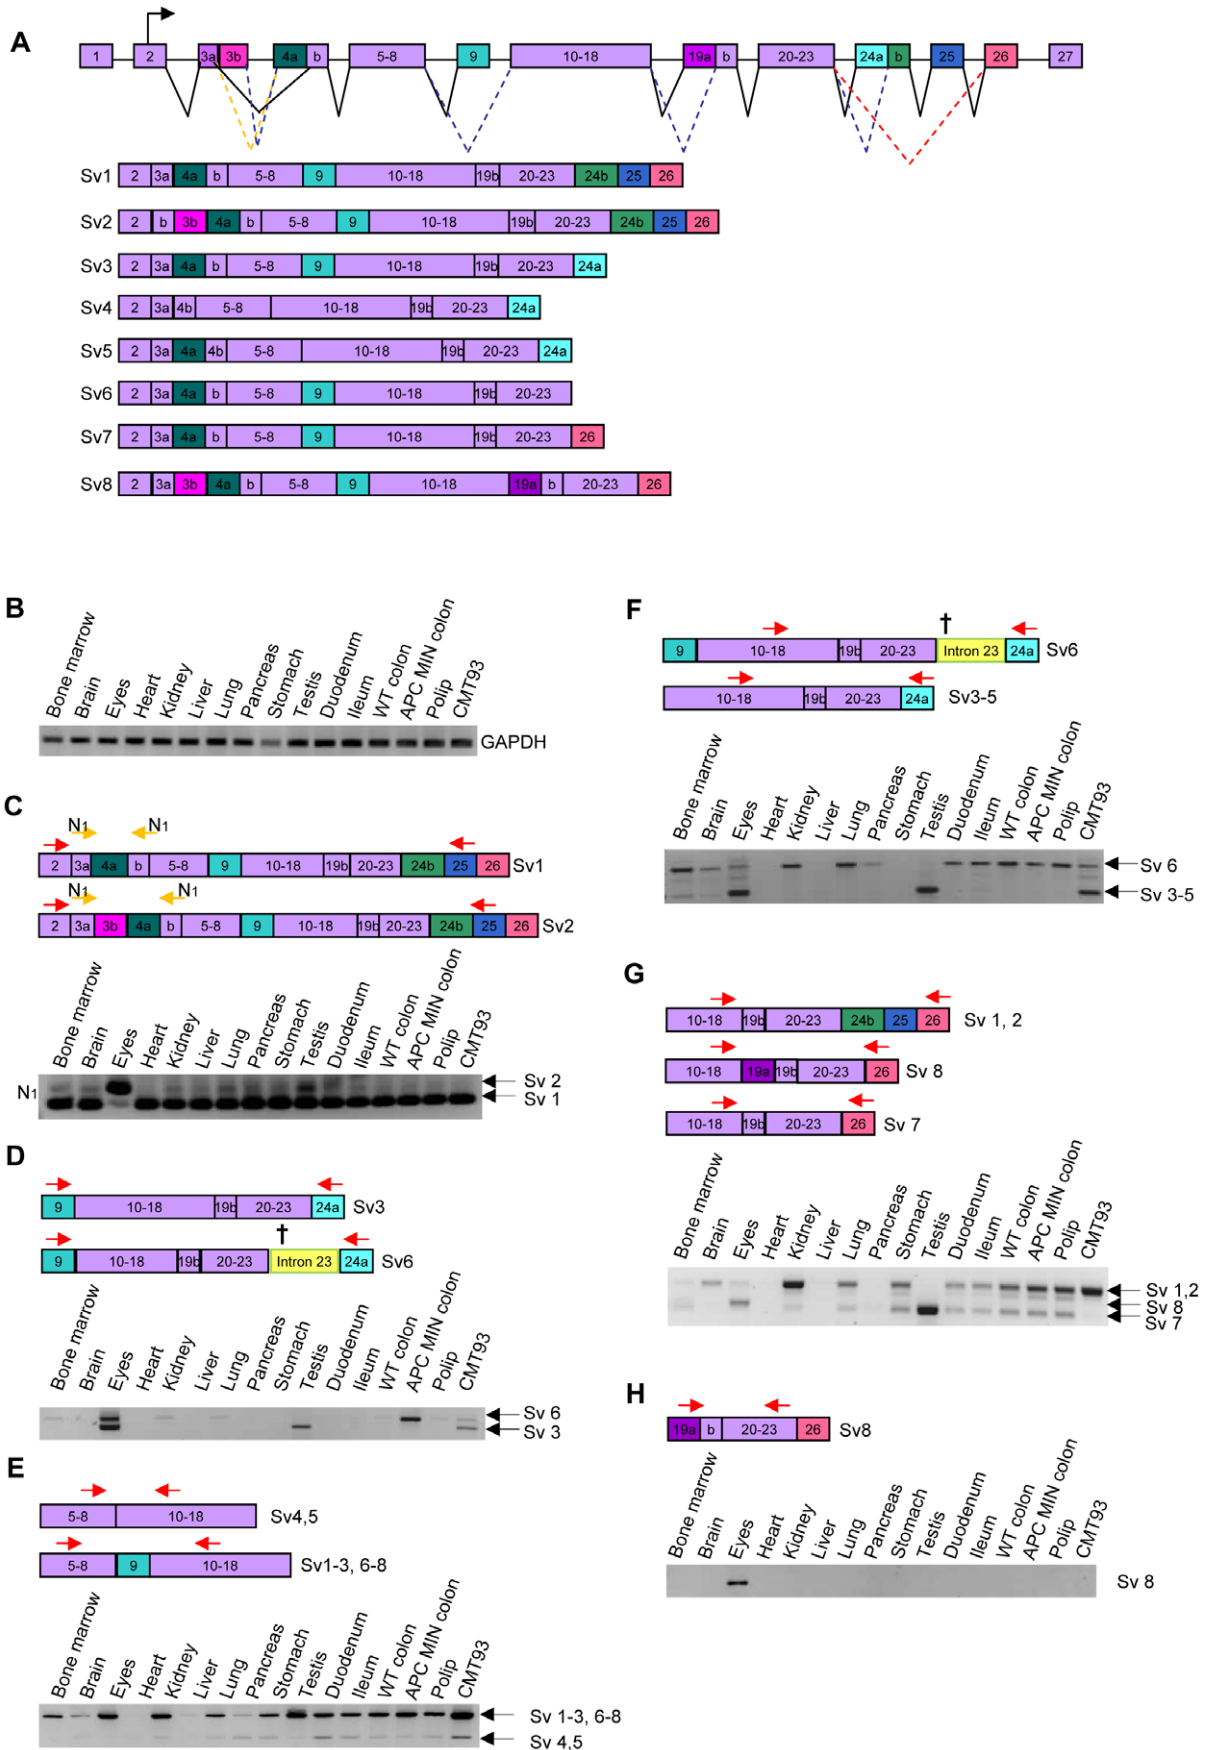 A
1 2 3a 3b 4a b 5-8 9 10-18 19a b 20-23 24a b 25 26 27
Sv1 2 3a 4a b 5-8 9 10-18 19b 20-23 24b 25 26
Sv2 2 b 3b 4a b 5-8 9 10-18 19b 20-23 24b 25 26
Sv3 2 3a 4a b 5-8 9 10-18 19b 20-23 24a
Sv4 2 3a 4b 5-8 10-18 19b 20-23 24a
Sv5 2 3a 4a 4b 5-8 10-18 19b 20-23 24a
Sv6 2 3a 4a b 5-8 9 10-18 19b 20-23
Sv7 2 3a 4a b 5-8 9 10-18 19b 20-23 26
Sv8 2 3a 3b 4a b 5-8 9 10-18 19a b 20-23 26
B
Bone marrow Brain Eyes Heart Kidney Liver Lung Pancreas Stomach Testis Duodenum Ileum WT colon APC MIN colon Polip CMT93
GAPDH
C
N1 N1
2 3a 4a b 5-8 9 10-18 19b 20-23 24b 25 26 Sv1
N1 N1
2 3a 3b 4a b 5-8 9 10-18 19b 20-23 24b 25 26 Sv2
Bone marrow Brain Eyes Heart Kidney Liver Lung Pancreas Stomach Testis Duodenum Ileum WT colon APC MIN colon Polip CMT93
N1
Sv 2
Sv 1
D
9 10-18 19b 20-23 24a Sv3
†
9 10-18 19b 20-23 Intron 23 24a Sv6
Bone marrow Brain Eyes Heart Kidney Liver Lung Pancreas Stomach Testis Duodenum Ileum WT colon APC MIN colon Polip CMT93
Sv 6
Sv 3
E
5-8 10-18 Sv4,5
5-8 9 10-18 Sv1-3, 6-8
Bone marrow Brain Eyes Heart Kidney Liver Lung Pancreas Stomach Testis Duodenum Ileum WT colon APC MIN colon Polip CMT93
Sv 1-3, 6-8
Sv 4,5
F
†
9 10-18 19b 20-23 Intron 23 24a Sv6
10-18 19b 20-23 24a Sv3-5
Bone marrow Brain Eyes Heart Kidney Liver Lung Pancreas Stomach Testis Duodenum Ileum WT colon APC MIN colon Polip CMT93
Sv 6
Sv 3-5
G
10-18 19b 20-23 24b 25 26 Sv 1, 2
10-18 19a 19b 20-23 26 Sv 8
10-18 19b 20-23 26 Sv 7
Bone marrow Brain Eyes Heart Kidney Liver Lung Pancreas Stomach Testis Duodenum Ileum WT colon APC MIN colon Polip CMT93
Sv 1,2
Sv 8
Sv 7
H
19a b 20-23 26 Sv8
Bone marrow Brain Eyes Heart Kidney Liver Lung Pancreas Stomach Testis Duodenum Ileum WT colon APC MIN colon Polip CMT93
Sv 8